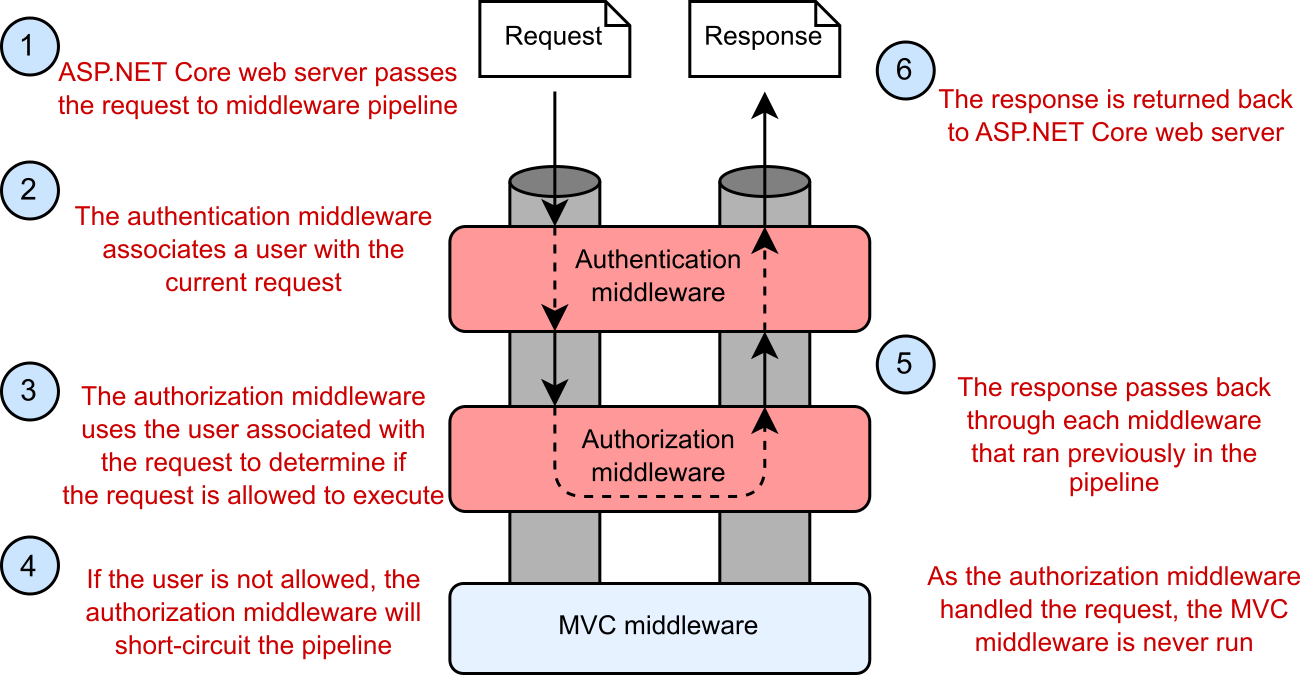 Request
Response
1
ASP.NET Core web server passes
the request to middleware pipeline
6
The response is returned back
to ASP.NET Core web server
2
The authentication middleware
associates a user with the
current request
Authentication
middleware
3
The authorization middleware
uses the user associated with
the request to determine if
the request is allowed to execute
Authorization
middleware
5
The response passes back
through each middleware
that ran previously in the
pipeline
4
If the user is not allowed, the
authorization middleware will
short-circuit the pipeline
MVC middleware
As the authorization middleware
handled the request, the MVC
middleware is never run